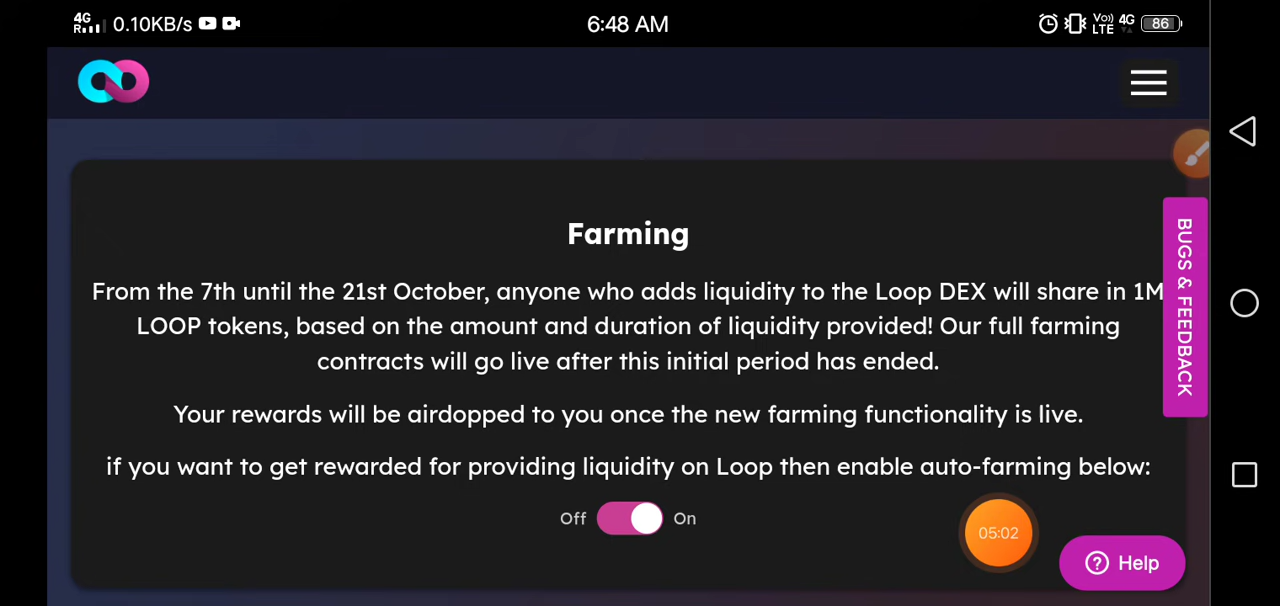 4G R 0.10KB/s 6:48 AM Vo) LTE 4G 86
Farming
From the 7th until the 21st October, anyone who adds liquidity to the Loop DEX will share in 1M
LOOP tokens, based on the amount and duration of liquidity provided! Our full farming
contracts will go live after this initial period has ended.
Your rewards will be airdopped to you once the new farming functionality is live.
if you want to get rewarded for providing liquidity on Loop then enable auto-farming below:
Off On
05:02
Help
BUGS & FEEDBACK